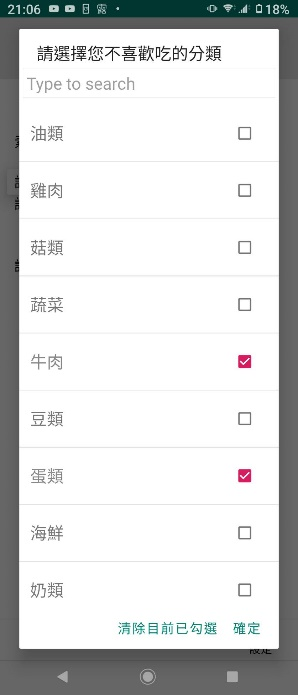 21:06 18%
請選擇您不喜歡吃的分類
Type to search
油類
雞肉
菇類
蔬菜
牛肉
豆類
蛋類
海鮮
奶類
清除目前已勾選 確定